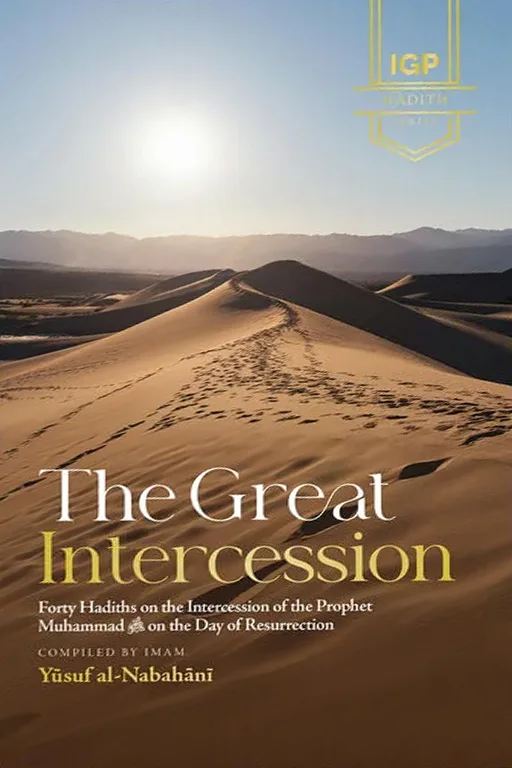 IGP
HADITH
The Great
Intercession
Forty Hadiths on the Intercession of the Prophet
Muhammad ﷺ on the Day of Resurrection
COMPILED BY IMAM
Yūsuf al-Nabahānī